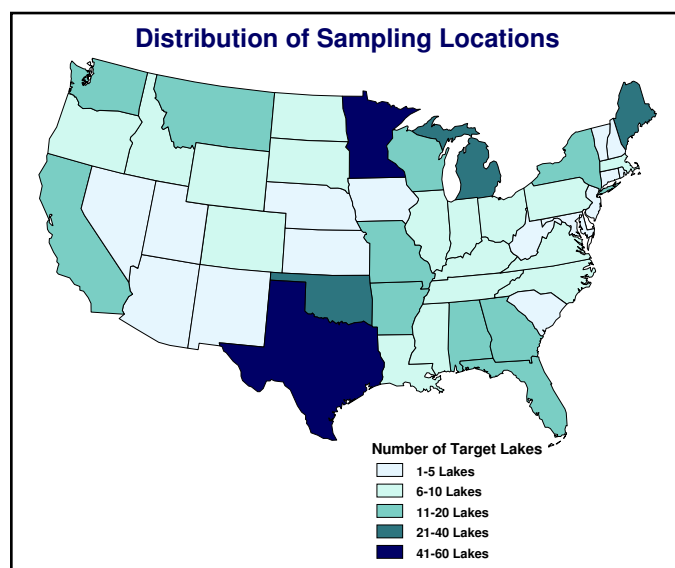 Distribution of Sampling Locations
Number of Target Lakes
1-5 Lakes
6-10 Lakes
11-20 Lakes
21-40 Lakes
41-60 Lakes